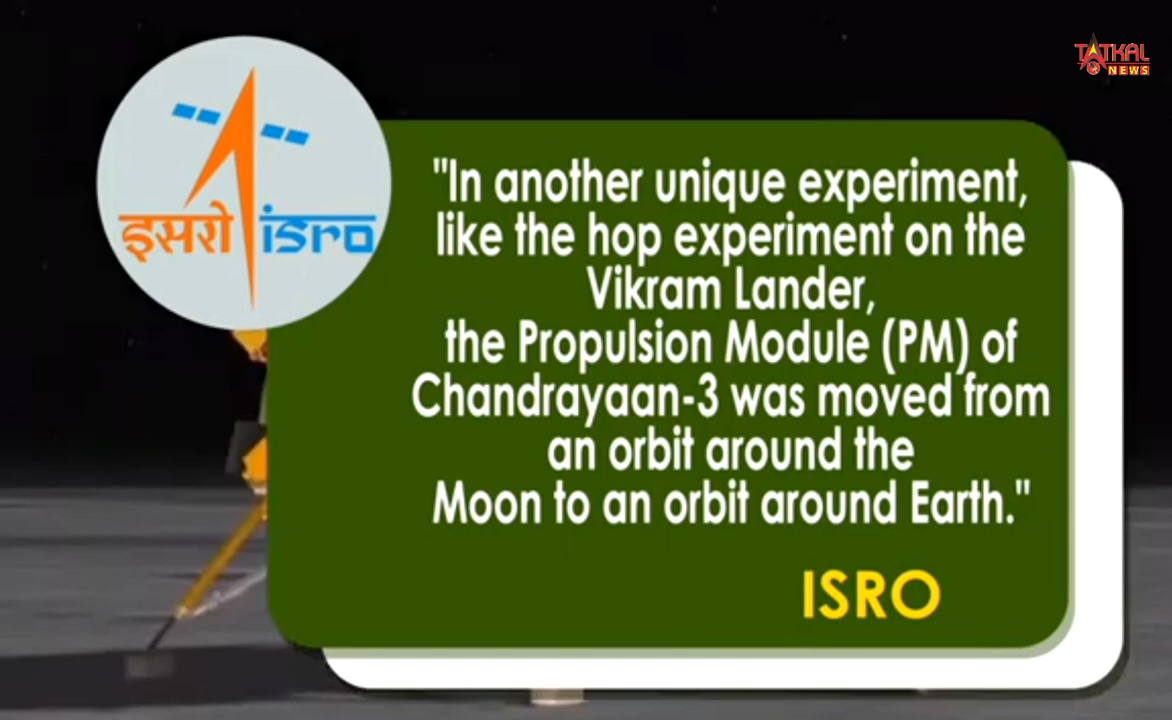 TATKAL
NEWS
इसरो isro
"In another unique experiment,
like the hop experiment on the
Vikram Lander,
the Propulsion Module (PM) of
Chandrayaan-3 was moved from
an orbit around the
Moon to an orbit around Earth."
ISRO